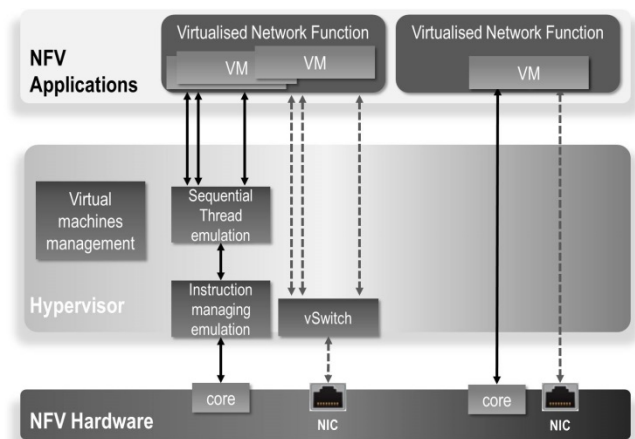 Virtualised Network Function
Virtualised Network Function
NFV
Applications
VM
VM
VM
Virtual
machines
management
Sequential
Thread
emulation
Instruction
managing
emulation
vSwitch
Hypervisor
core
NIC
core
NIC
NFV Hardware